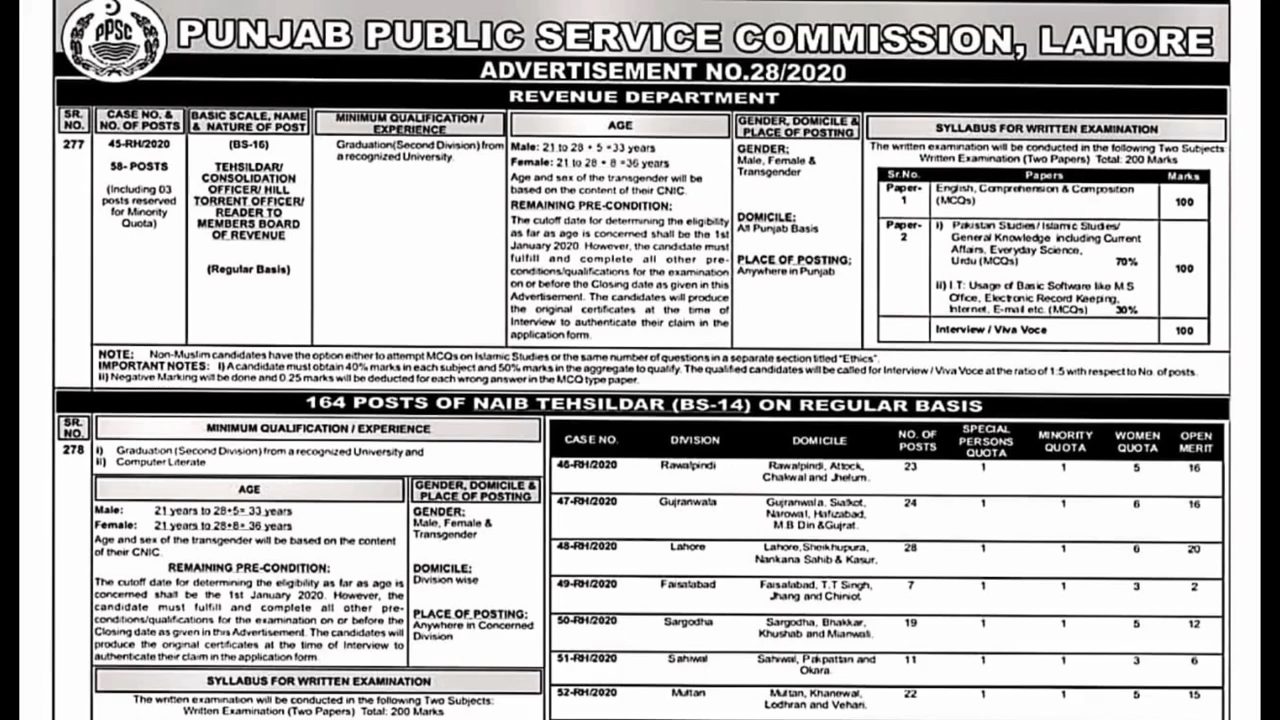 PPSC
PUNJAB PUBLIC SERVICE COMMISSION, LAHORE
ADVERTISEMENT NO.28/2020
REVENUE DEPARTMENT
SR. NO.
CASE NO. & NO. OF POSTS
BASIC SCALE, NAME & NATURE OF POST
MINIMUM QUALIFICATION / EXPERIENCE
AGE
GENDER, DOMICILE & PLACE OF POSTING
SYLLABUS FOR WRITTEN EXAMINATION
277
45-RH/2020
58- POSTS
(Including 03
posts reserved
for Minority
Quota)
(BS-16)
TEHSILDAR/
CONSOLIDATION
OFFICER/ HILL
TORRENT OFFICER/
READER TO
MEMBERS BOARD
OF REVENUE
(Regular Basis)
Graduation(Second Division) from
a recognized University.
Male: 21 to 28 + 5 =33 years
Female: 21 to 28 + 8 =36 years
Age and sex of the transgender will be
based on the content of their CNIC.
REMAINING PRE-CONDITION:
The cutoff date for determining the eligibility
as far as age is concerned shall be the 1st
January 2020. However, the candidate must
fulfill and complete all other pre-
conditions/qualifications for the examination
on or before the Closing date as given in this
Advertisement. The candidates will produce
the original certificates at the time of
Interview to authenticate their claim in the
application form.
GENDER:
Male, Female &
Transgender
DOMICILE:
All Punjab Basis
PLACE OF POSTING:
Anywhere in Punjab
The written examination will be conducted in the following Two Subjects
Written Examination (Two Papers) Total: 200 Marks
Sr.No. Papers Marks
Paper-1 English, Comprehension & Composition (MCQs) 100
Paper-2 i) Pakistan Studies/ Islamic Studies/
General Knowledge including Current
Affairs, Everyday Science,
Urdu (MCQs) 70%
100
ii) I.T: Usage of Basic Software like M S
Office, Electronic Record Keeping,
Internet, E-mail etc. (MCQs) 30%
Interview / Viva Voce 100
NOTE: Non-Muslim candidates have the option either to attempt MCQs on Islamic Studies or the same number of questions in a separate section titled "Ethics".
IMPORTANT NOTES: i) A candidate must obtain 40% marks in each subject and 50% marks in the aggregate to qualify. The qualified candidates will be called for Interview / Viva Voce at the ratio of 1:5 with respect to No. of posts.
ii) Negative Marking will be done and 0.25 marks will be deducted for each wrong answer in the MCQ type paper.
164 POSTS OF NAIB TEHSILDAR (BS-14) ON REGULAR BASIS
SR. NO.
MINIMUM QUALIFICATION / EXPERIENCE
278
i) Graduation (Second Division) from a recognized University and
ii) Computer Literate
AGE
GENDER, DOMICILE & PLACE OF POSTING
Male: 21 years to 28+5= 33 years
Female: 21 years to 28+8= 36 years
Age and sex of the transgender will be based on the content
of their CNIC.
REMAINING PRE-CONDITION:
The cutoff date for determining the eligibility as far as age is
concerned shall be the 1st January 2020. However, the
candidate must fulfill and complete all other pre-
conditions/qualifications for the examination on or before the
Closing date as given in this Advertisement. The candidates will
produce the original certificates at the time of Interview to
authenticate their claim in the application form
GENDER:
Male, Female &
Transgender
DOMICILE:
Division wise
PLACE OF POSTING:
Anywhere in Concerned
Division
SYLLABUS FOR WRITTEN EXAMINATION
The written examination will be conducted in the following Two Subjects:
Written Examination (Two Papers) Total: 200 Marks
CASE NO. DIVISION DOMICILE NO. OF POSTS SPECIAL PERSONS QUOTA MINORITY QUOTA WOMEN QUOTA OPEN MERIT
46-RH/2020 Rawalpindi Rawalpindi, Attock, Chakwal and Jhelum. 23 1 1 5 16
47-RH/2020 Gujranwala Gujranwala, Sialkot, Narowal, Hafizabad, M.B Din &Gujrat. 24 1 1 6 16
48-RH/2020 Lahore Lahore,Sheikhupura, Nankana Sahib & Kasur. 28 1 1 6 20
49-RH/2020 Faisalabad Faisalabad, T.T Singh, Jhang and Chiniot. 7 1 1 3 2
50-RH/2020 Sargodha Sargodha, Bhakkar, Khushab and Mianwali. 19 1 1 5 12
51-RH/2020 Sahiwal Sahiwal, Pakpattan and Okara. 11 1 1 3 6
52-RH/2020 Multan Multan, Khanewal, Lodhran and Vehari. 22 1 1 5 15